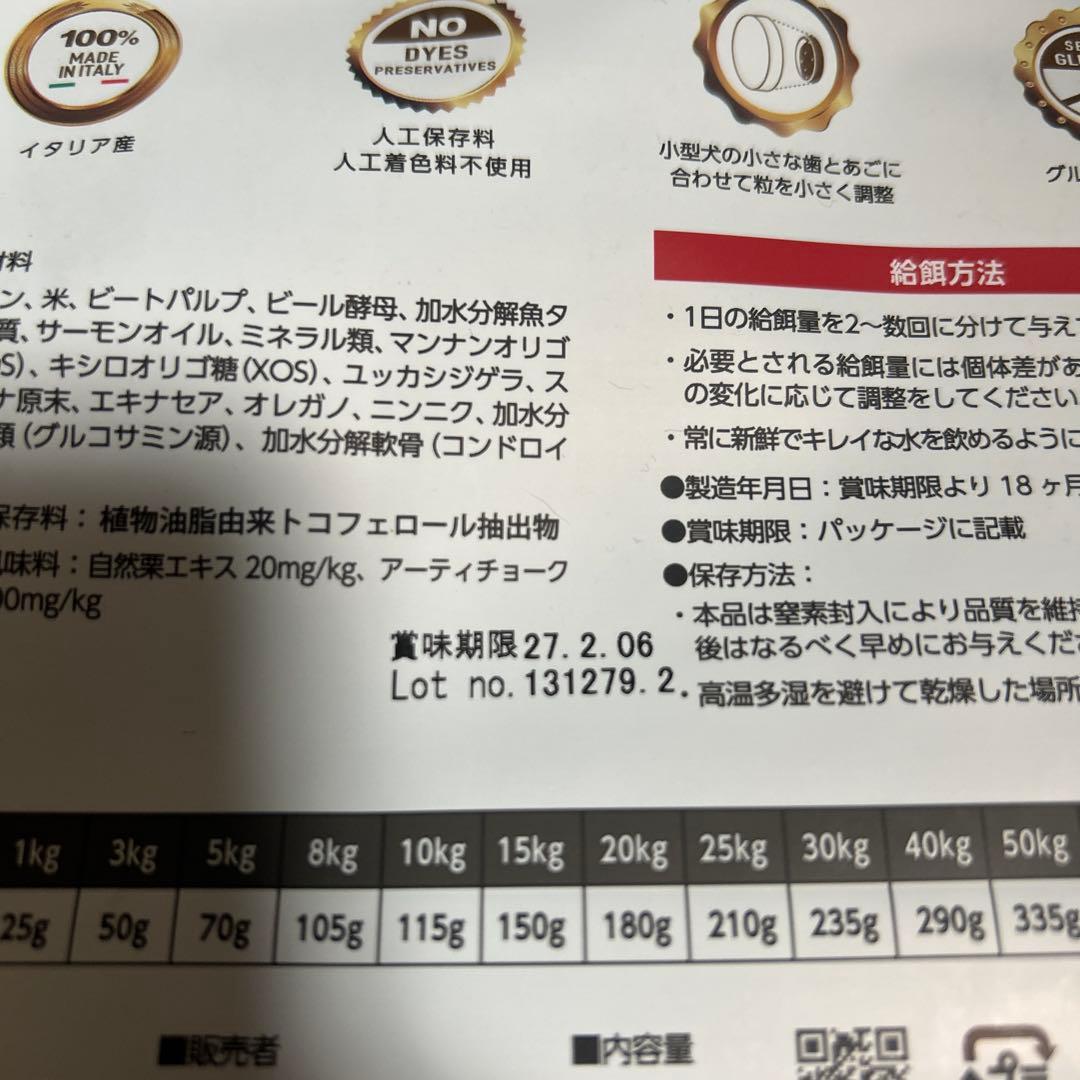 100%
MADE
IN ITALY
イタリア産
NO
DYES
PRESERVATIVES
人工保存料
人工着色料不使用
小型犬の小さな歯とあごに
合わせて粒を小さく調整
グル
材料
ン、米、ビートパルプ、ビール酵母、加水分解魚タ
質、サーモンオイル、ミネラル類、マンナンオリゴ
S)、キシロオリゴ糖(XOS)、ユッカシジゲラ、ス
ナ原末、エキナセア、オレガノ、ニンニク、加水分
類(グルコサミン源)、加水分解軟骨(コンドロイ
保存料:植物油脂由来トコフェロール抽出物
風味料:自然栗エキス 20mg/kg、アーティチョーク
00mg/kg
賞味期限27.2.06
Lot no.131279.2
給餌方法
・1日の給餌量を2〜数回に分けて与え
・必要とされる給餌量には個体差があ
の変化に応じて調整をしてください
・常に新鮮でキレイな水を飲めるように
●製造年月日:賞味期限より18ヶ月
●賞味期限:パッケージに記載
●保存方法:
・本品は窒素封入により品質を維持
後はなるべく早めにお与えくだ
・高温多湿を避けて乾燥した場所
1kg 3kg 5kg 8kg 10kg 15kg 20kg 25kg 30kg 40kg 50kg
25g 50g 70g 105g 115g 150g 180g 210g 235g 290g 335g
■販売者
■内容量
プ